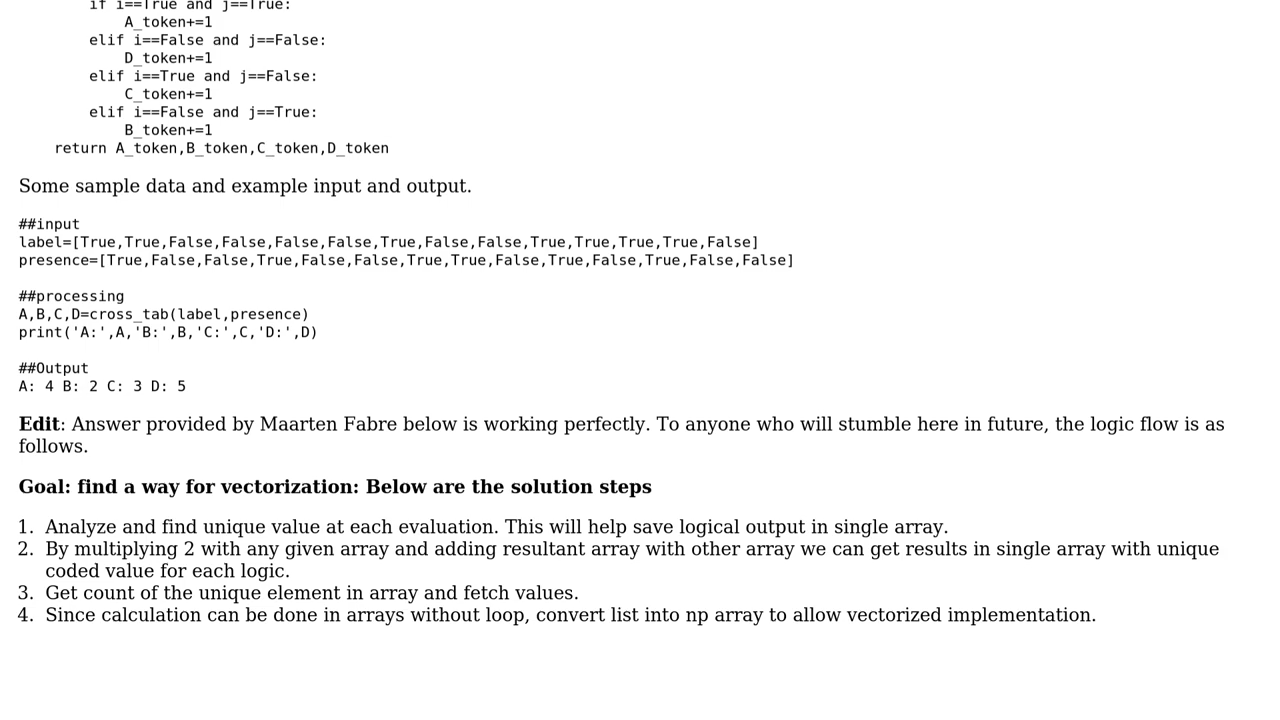 if i==True and j==True:
A_token+=1
elif i==False and j==False:
D_token+=1
elif i==True and j==False:
C_token+=1
elif i==False and j==True:
B_token+=1
return A_token,B_token,C_token,D_token
Some sample data and example input and output.
##input
label=[True,True,False,False,False,False,True,False,False,True,True,True,True,False]
presence=[True,False,False,True,False,False,True,True,False,True,False,True,False,False]
##processing
A,B,C,D=cross_tab(label,presence)
print('A:',A,'B:',B,'C:',C,'D:',D)
##Output
A: 4 B: 2 C: 3 D: 5
Edit: Answer provided by Maarten Fabre below is working perfectly. To anyone who will stumble here in future, the logic flow is as
follows.
Goal: find a way for vectorization: Below are the solution steps
1. Analyze and find unique value at each evaluation. This will help save logical output in single array.
2. By multiplying 2 with any given array and adding resultant array with other array we can get results in single array with unique
coded value for each logic.
3. Get count of the unique element in array and fetch values.
4. Since calculation can be done in arrays without loop, convert list into np array to allow vectorized implementation.